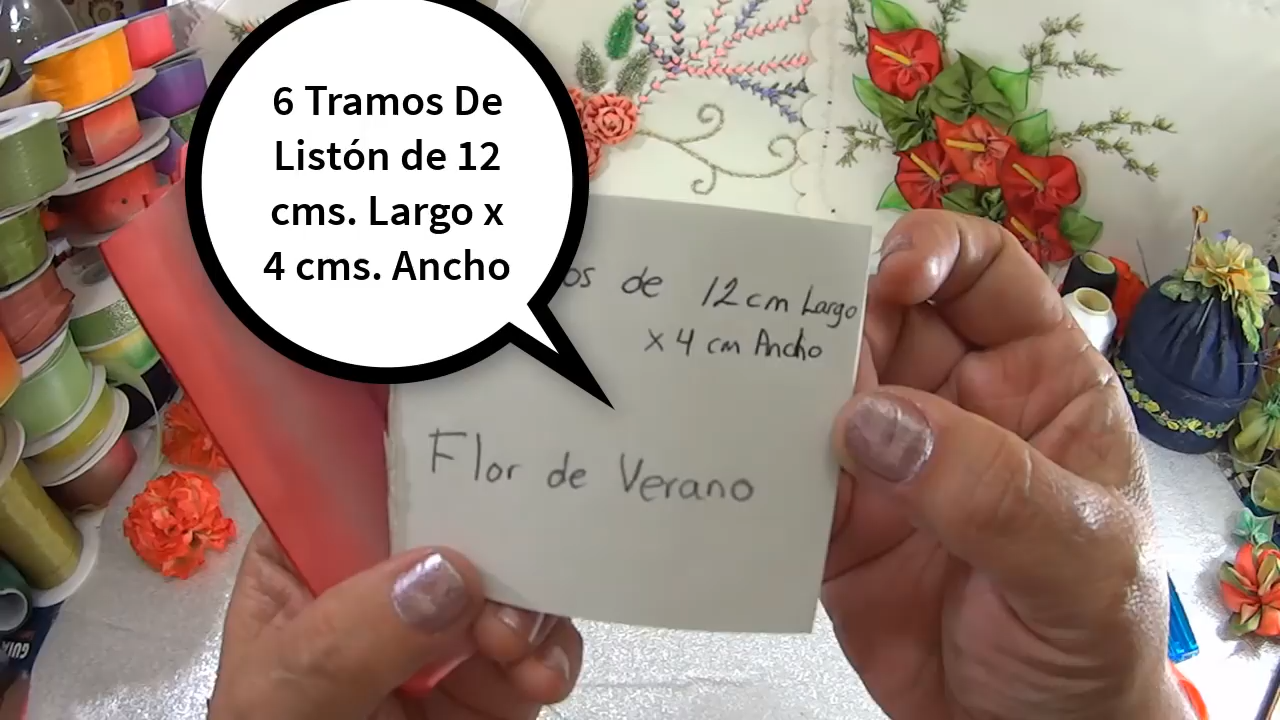 6 Tramos De
Listón de 12
cms. Largo x
4 cms. Ancho
os de 12 cm Largo
x 4 cm Ancho
Flor de Verano
GUIA